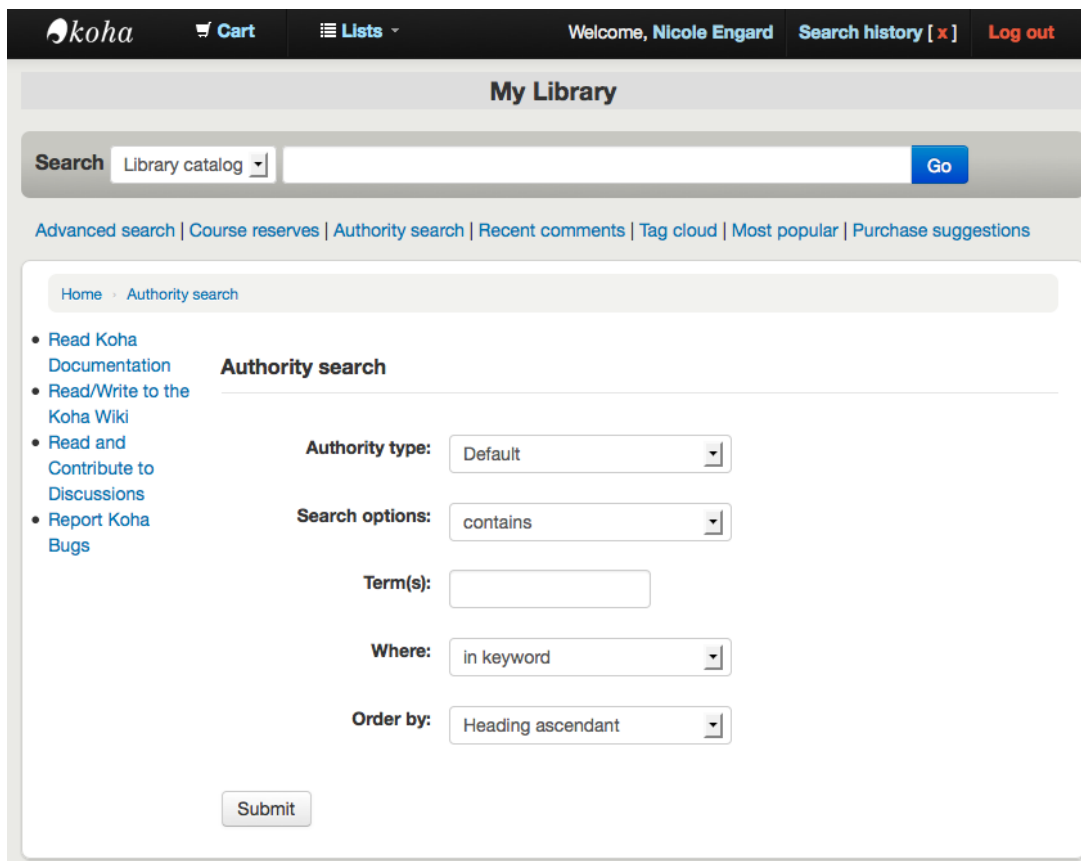 koha Cart Lists Welcome, Nicole Engard Search history [ x ] Log out
My Library
Search Library catalog Go
Advanced search | Course reserves | Authority search | Recent comments | Tag cloud | Most popular | Purchase suggestions
Home › Authority search
• Read Koha
Documentation
• Read/Write to the
Koha Wiki
• Read and
Contribute to
Discussions
• Report Koha
Bugs
Authority search
Authority type: Default
Search options: contains
Term(s):
Where: in keyword
Order by: Heading ascendant
Submit